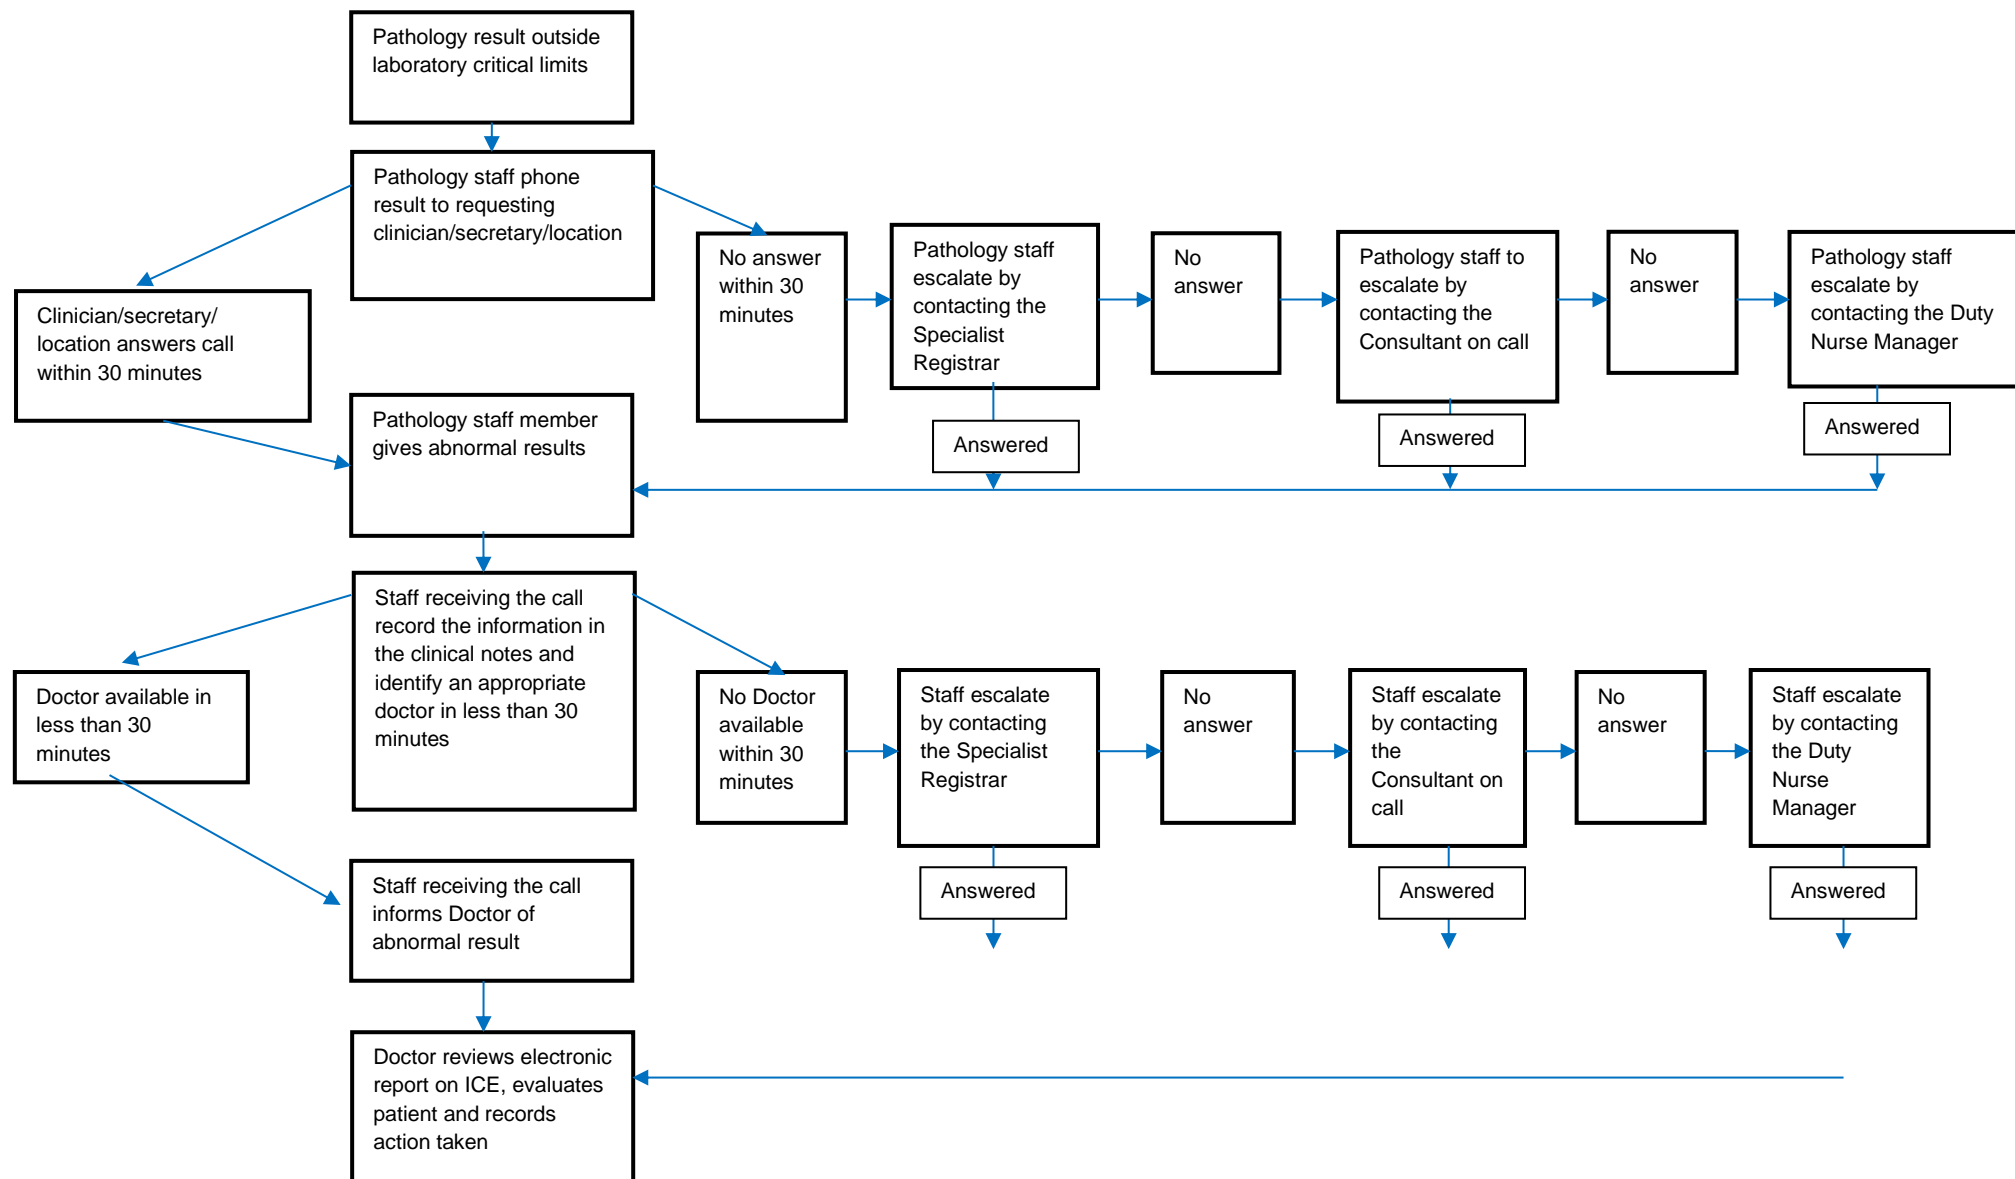 Pathology result outside
laboratory critical limits
Pathology staff phone
result to requesting
clinician/secretary/location
Clinician/secretary/
location answers call
within 30 minutes
No answer
within 30
minutes
Pathology staff
escalate by
contacting the
Specialist
Registrar
No
answer
Pathology staff to
escalate by
contacting the
Consultant on call
No
answer
Pathology staff
escalate by
contacting the Duty
Nurse Manager
Answered
Answered
Answered
Pathology staff member
gives abnormal results
Staff receiving the call
record the information in
the clinical notes and
identify an appropriate
doctor in less than 30
minutes
Doctor available in
less than 30
minutes
No Doctor
available
within 30
minutes
Staff escalate
by contacting
the Specialist
Registrar
No
answer
Staff escalate
by contacting
the
Consultant on
call
No
answer
Staff escalate
by contacting
the Duty
Nurse
Manager
Answered
Answered
Answered
Staff receiving the call
informs Doctor of
abnormal result
Doctor reviews electronic
report on ICE, evaluates
patient and records
action taken